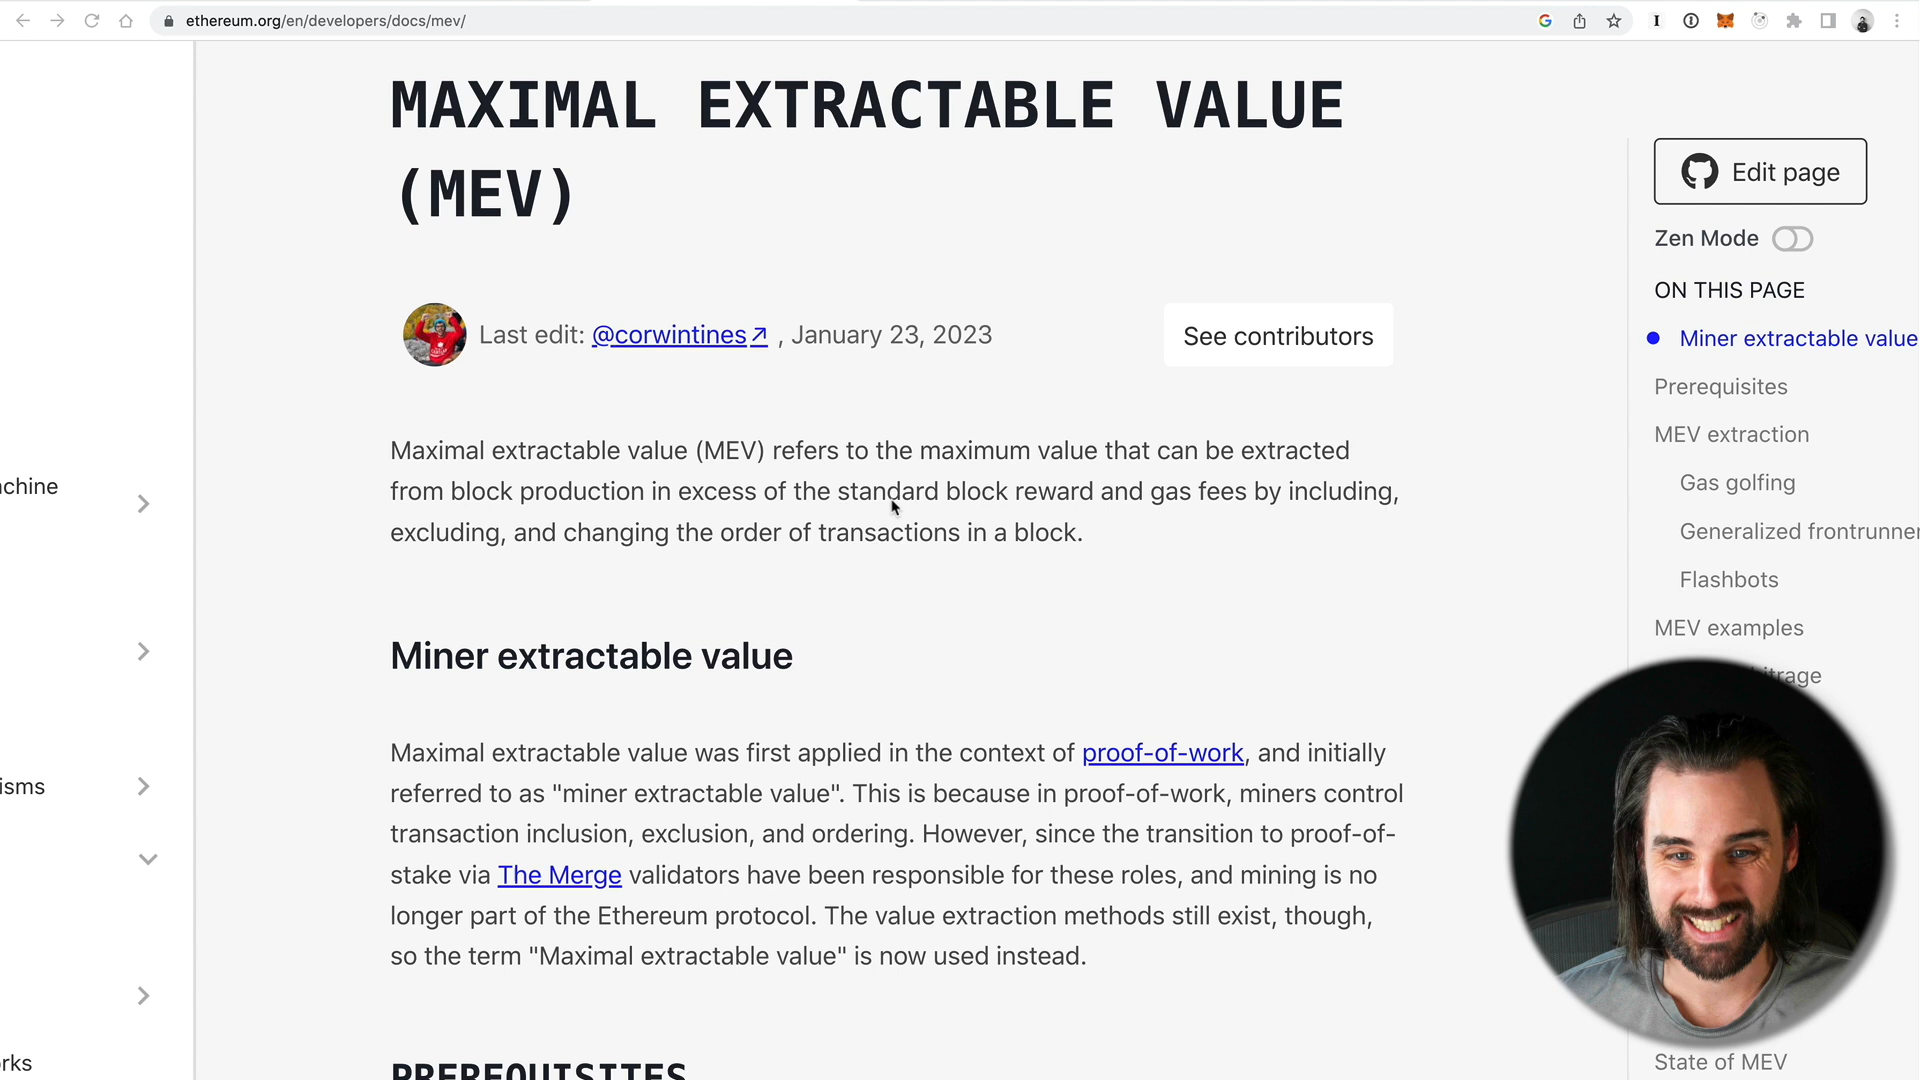 ethereum.org/en/developers/docs/mev/
MAXIMAL EXTRACTABLE VALUE
(MEV)
Last edit: @corwintines↗ , January 23, 2023
See contributors
Maximal extractable value (MEV) refers to the maximum value that can be extracted
from block production in excess of the standard block reward and gas fees by including,
excluding, and changing the order of transactions in a block.
Miner extractable value
Maximal extractable value was first applied in the context of proof-of-work, and initially
referred to as "miner extractable value". This is because in proof-of-work, miners control
transaction inclusion, exclusion, and ordering. However, since the transition to proof-of-
stake via The Merge validators have been responsible for these roles, and mining is no
longer part of the Ethereum protocol. The value extraction methods still exist, though,
so the term "Maximal extractable value" is now used instead.
PREREQUISITES
achine
isms
rks
Edit page
Zen Mode
ON THIS PAGE
Miner extractable value
Prerequisites
MEV extraction
Gas golfing
Generalized frontrunner
Flashbots
MEV examples
bitrage
State of MEV